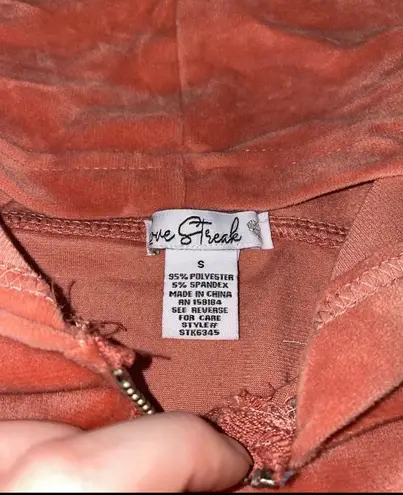 ove Streak
S
95% POLYESTER
5% SPANDEX
MADE IN CHINA
RN 159184
SEE REVERSE
FOR CARE
STYLE#
STK6345